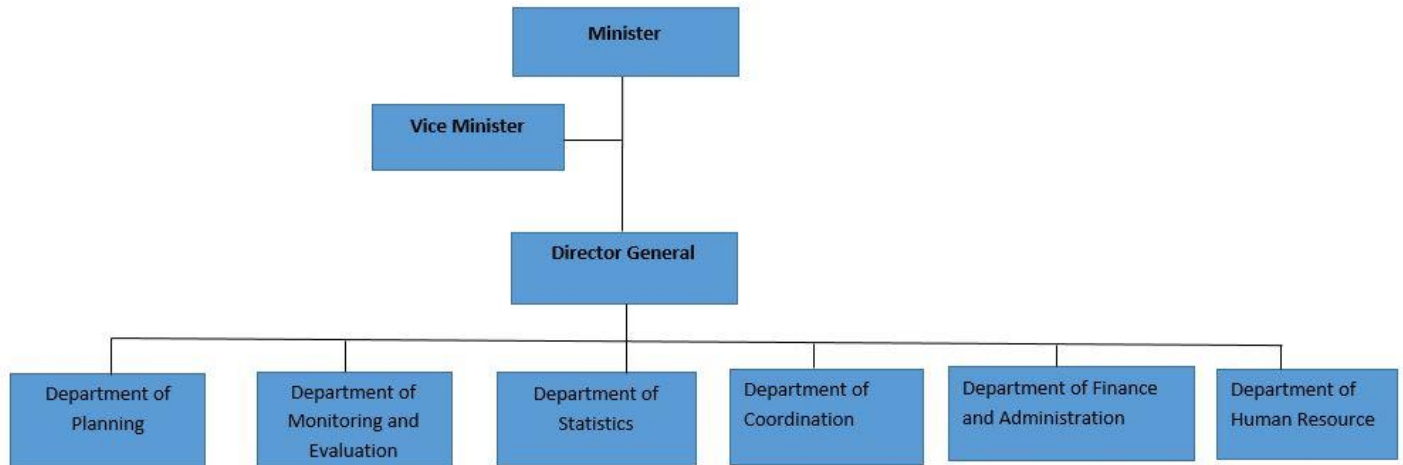 Minister
Vice Minister
Director General
Department of
Planning
Department of
Monitoring and
Evaluation
Department of
Statistics
Department of
Coordination
Department of Finance
and Administration
Department of
Human Resource